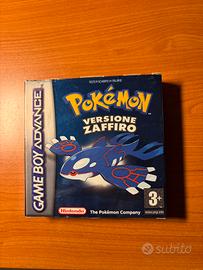 POKÉMON
VERSIONE
ZAFFIRO
GAME BOY ADVANCE
3+
Nintendo
The Pokémon Company
subito